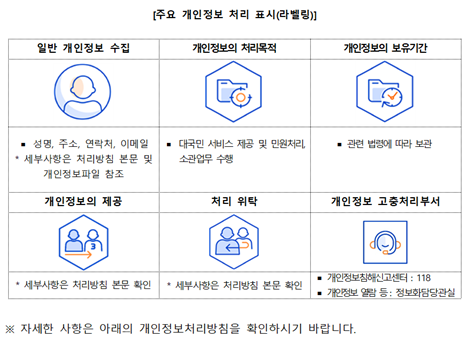 [주요 개인정보 처리 표시(라벨링)]
일반 개인정보 수집
개인정보의 처리목적
개인정보의 보유기간
▪ 성명, 주소, 연락처, 이메일
* 세부사항은 처리방침 본문 및
개인정보파일 참조
▪ 대국민 서비스 제공 및 민원처리,
소관업무 수행
▪ 관련 법령에 따라 보관
개인정보의 제공
처리 위탁
개인정보 고충처리부서
3
* 세부사항은 처리방침 본문 확인
* 세부사항은 처리방침 본문 확인
▪ 개인정보침해신고센터 : 118
▪ 개인정보 열람 등 : 정보화담당관실
※ 자세한 사항은 아래의 개인정보처리방침을 확인하시기 바랍니다.